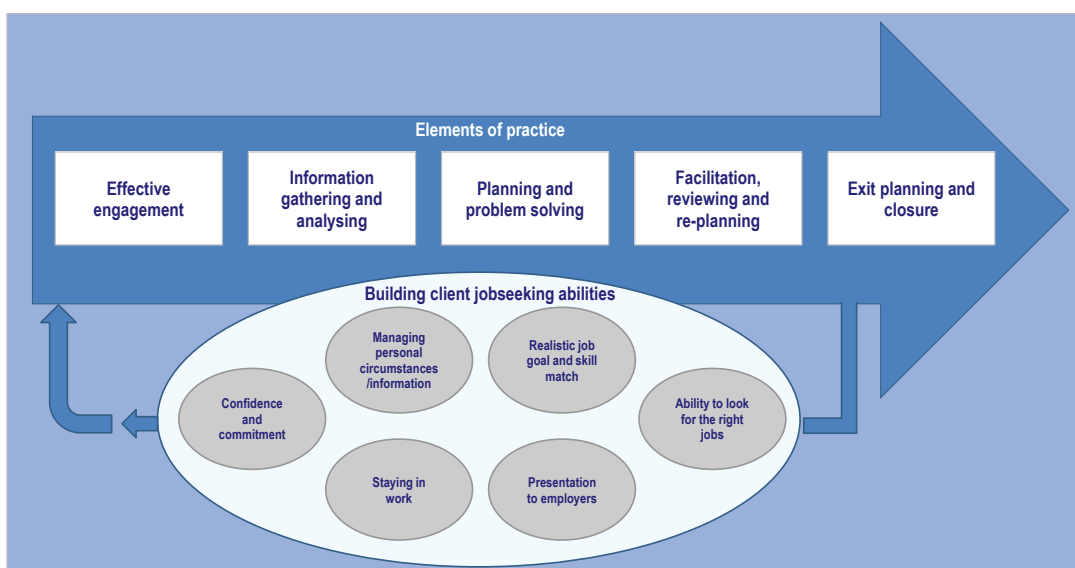 Elements of practice
Effective
engagement
Information
gathering and
analysing
Planning and
problem solving
Facilitation,
reviewing and
re-planning
Exit planning and
closure
Building client jobseeking abilities
Confidence
and
commitment
Managing
personal
circumstances
/information
Realistic job
goal and skill
match
Ability to look
for the right
jobs
Staying in
work
Presentation
to employers